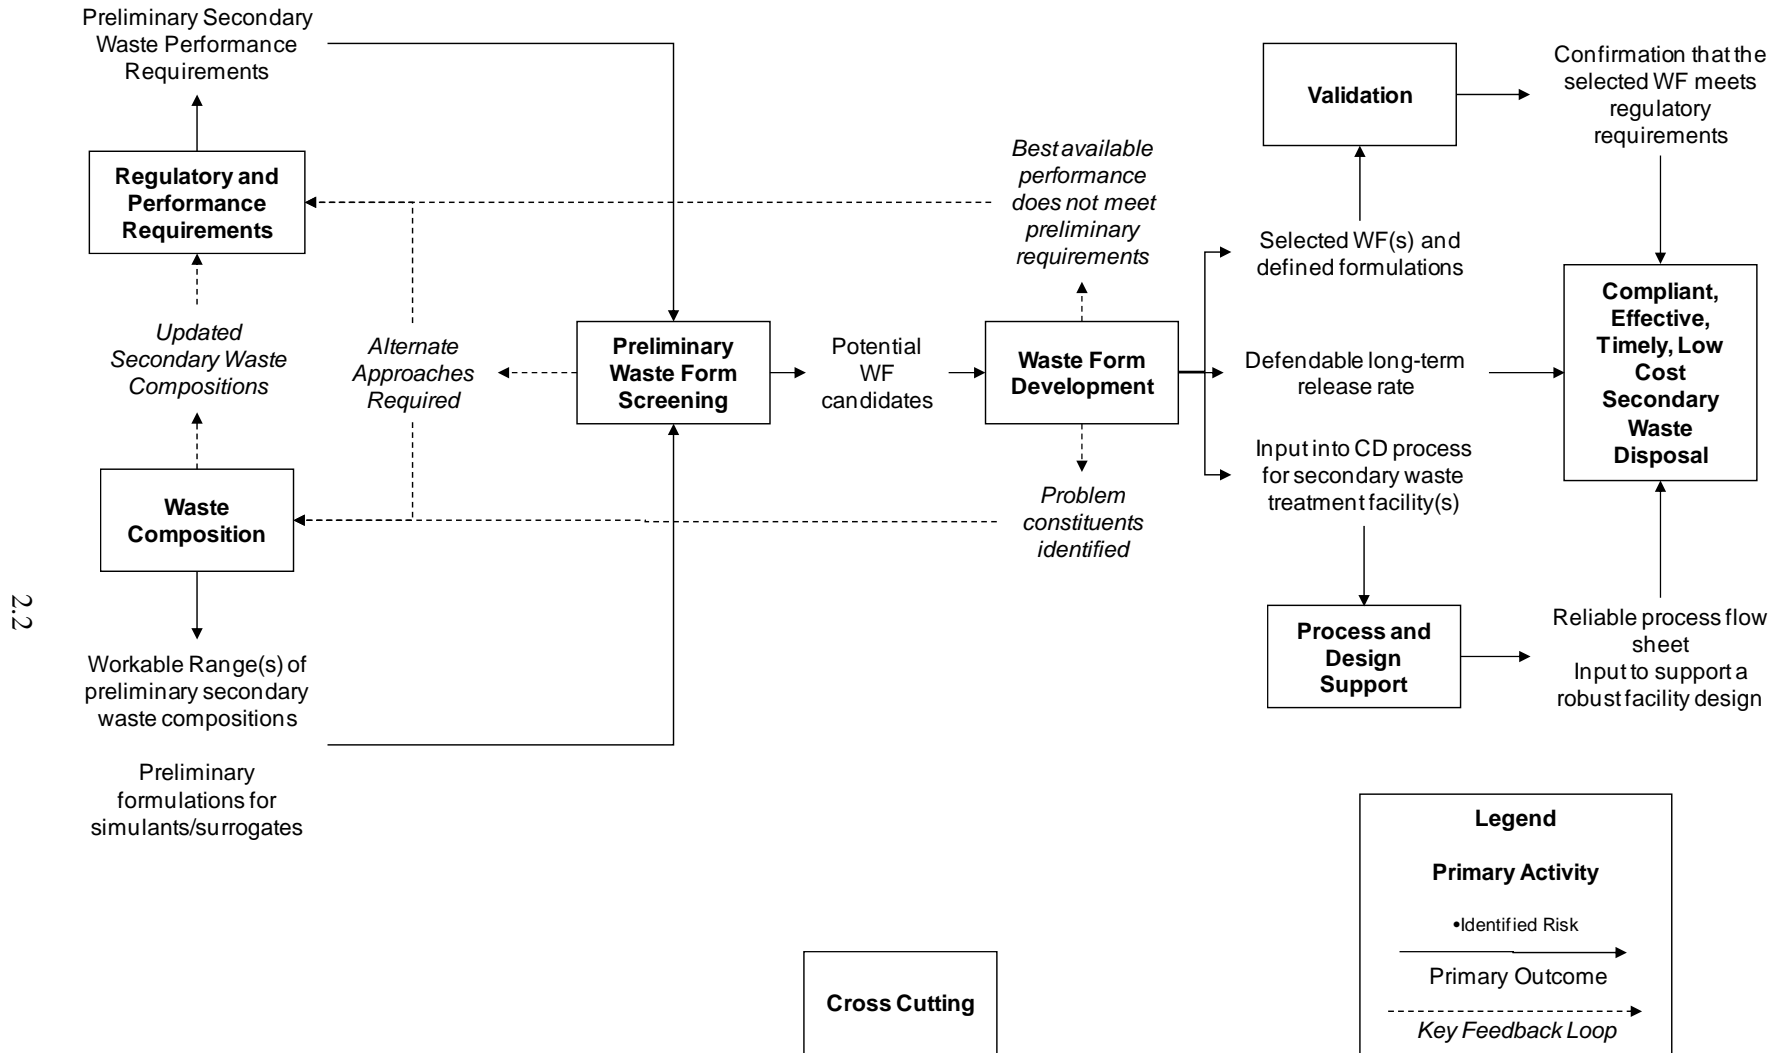 Preliminary Secondary
Waste Performance
Requirements
Regulatory and
Performance
Requirements
Updated
Secondary Waste
Compositions
Waste
Composition
Workable Range(s) of
preliminary secondary
waste compositions
Preliminary
formulations for
simulants/surrogates
Alternate
Approaches
Required
Preliminary
Waste Form
Screening
Potential
WF
candidates
Best available
performance
does not meet
preliminary
requirements
Waste Form
Development
Problem
constituents
identified
Validation
Selected WF(s) and
defined formulations
Defendable long-term
release rate
Input into CD process
for secondary waste
treatment facility(s)
Process and
Design
Support
Confirmation that the
selected WF meets
regulatory
requirements
Compliant,
Effective,
Timely, Low
Cost
Secondary
Waste
Disposal
Reliable process flow
sheet
Input to support a
robust facility design
Cross Cutting
Legend
Primary Activity
•Identified Risk
Primary Outcome
Key Feedback Loop
2.2